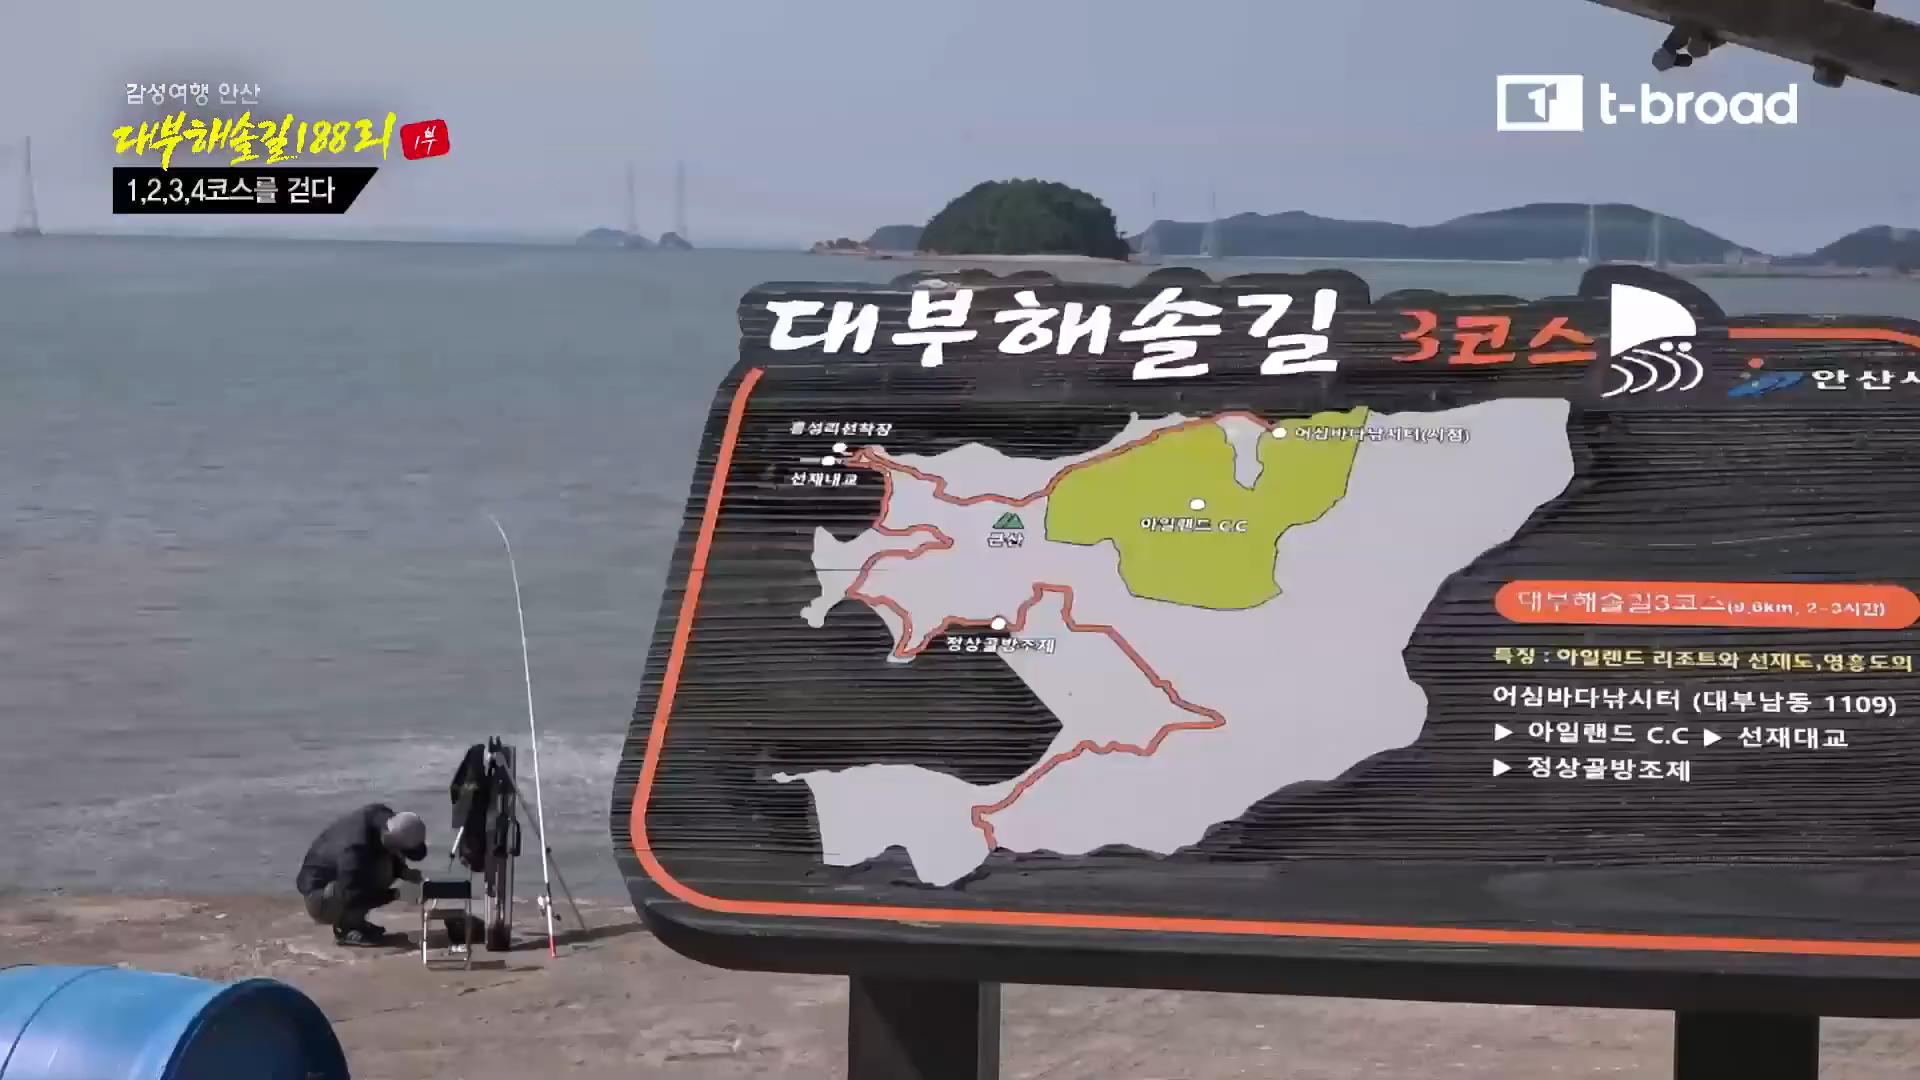 감성여행 안산
대부해솔길188리 1부
1,2,3,4코스를 걷다
t-broad
대부해솔길 3코스
안산시
흘성리선착장
선재대교
어심바다낚시터(시점)
아일랜드 C.C
큰산
정상골방조제
대부해솔길3코스(9.6km, 2-3시간)
특징 : 아일랜드 리조트와 선재도,영흥도의
어심바다낚시터 (대부남동 1109)
▶ 아일랜드 C.C ▶ 선재대교
▶ 정상골방조제